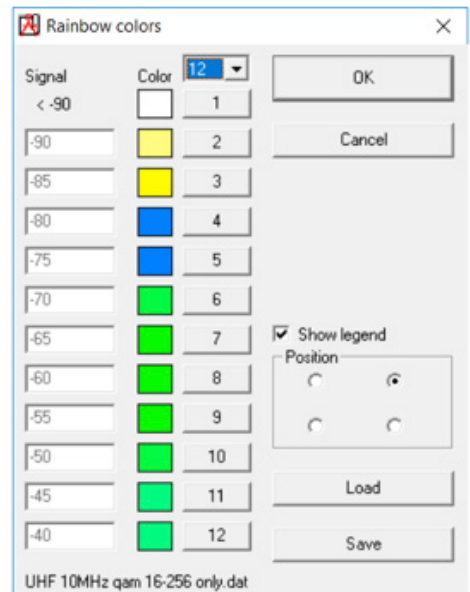 Rainbow colors
Signal Color 12
< -90 1
-90 2
-85 3
-80 4
-75 5
-70 6
-65 7
-60 8
-55 9
-50 10
-45 11
-40 12
OK
Cancel
Show legend
Position
Load
Save
UHF 10MHz qam 16-256 only.dat